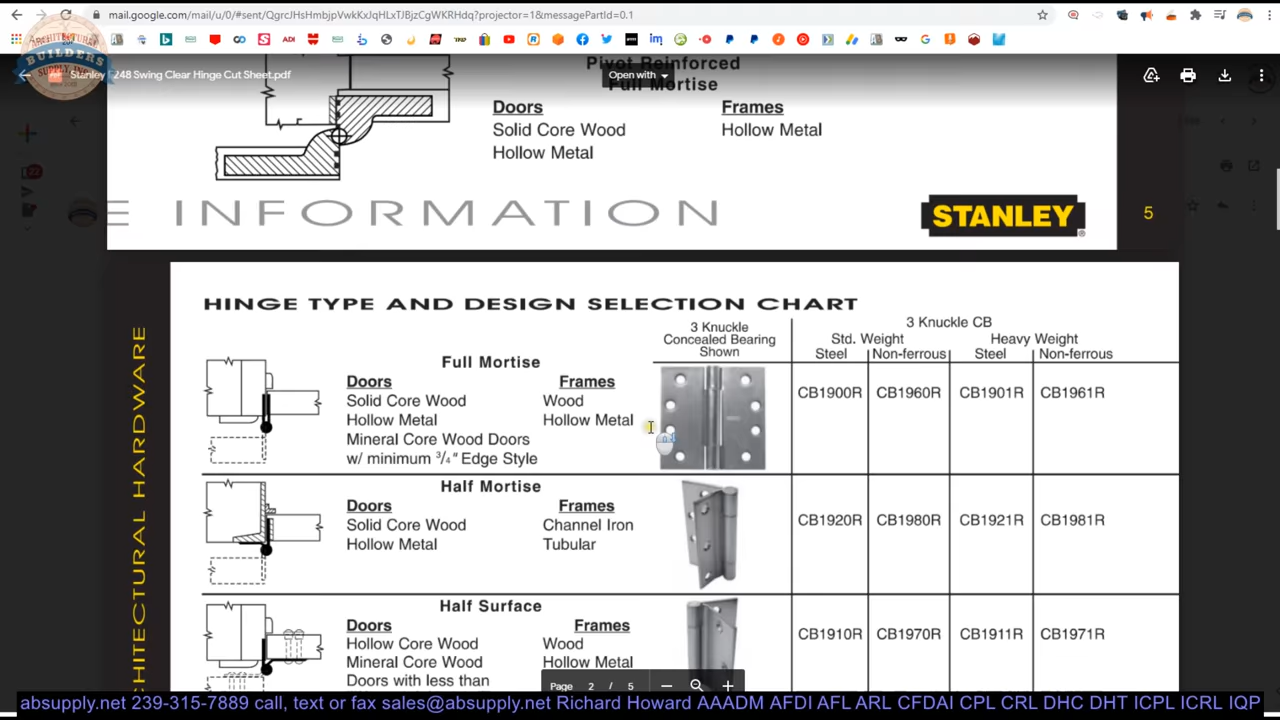 mail.google.com/mail/u/0/#sent/QgrcJHsHmbjpVwkKxJqHLxTJBjzCgWKRHdq?projector=1&messagePartId=0.1
ARCHITECTURAL
BUILDERS
SUPPLY, INC.
Stanley F248 Swing Clear Hinge Cut Sheet.pdf
Open with
Pivot Reinforced
Full Mortise
Doors Frames
Solid Core Wood Hollow Metal
Hollow Metal
E INFORMATION
STANLEY
5
HINGE TYPE AND DESIGN SELECTION CHART
3 Knuckle
Concealed Bearing
Shown
3 Knuckle CB
Std. Weight Heavy Weight
Steel Non-ferrous Steel Non-ferrous
Full Mortise
Doors Frames
Solid Core Wood Wood
Hollow Metal Hollow Metal
Mineral Core Wood Doors
w/ minimum 3/4" Edge Style
CB1900R CB1960R CB1901R CB1961R
Half Mortise
Doors Frames
Solid Core Wood Channel Iron
Hollow Metal Tubular
CB1920R CB1980R CB1921R CB1981R
Half Surface
Doors Frames
Hollow Core Wood Wood
Mineral Core Wood Hollow Metal
Doors with less than
CB1910R CB1970R CB1911R CB1971R
HITECTURAL HARDWARE
Page 2 / 5
absupply.net 239-315-7889 call, text or fax sales@absupply.net Richard Howard AAADM AFDI AFL ARL CFDAI CPL CRL DHC DHT ICPL ICRL IQP